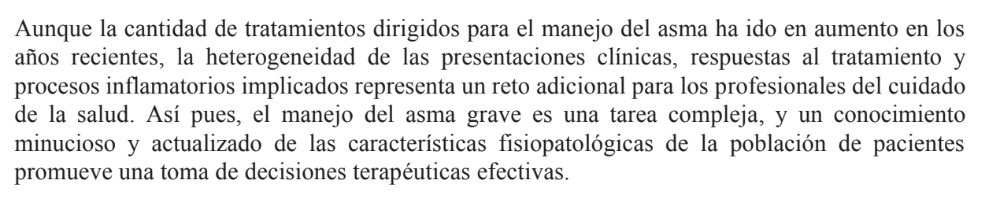 Aunque la cantidad de tratamientos dirigidos para el manejo del asma ha ido en aumento en los
años recientes, la heterogeneidad de las presentaciones clínicas, respuestas al tratamiento y
procesos inflamatorios implicados representa un reto adicional para los profesionales del cuidado
de la salud. Así pues, el manejo del asma grave es una tarea compleja, y un conocimiento
minucioso y actualizado de las características fisiopatológicas de la población de pacientes
promueve una toma de decisiones terapéuticas efectivas.